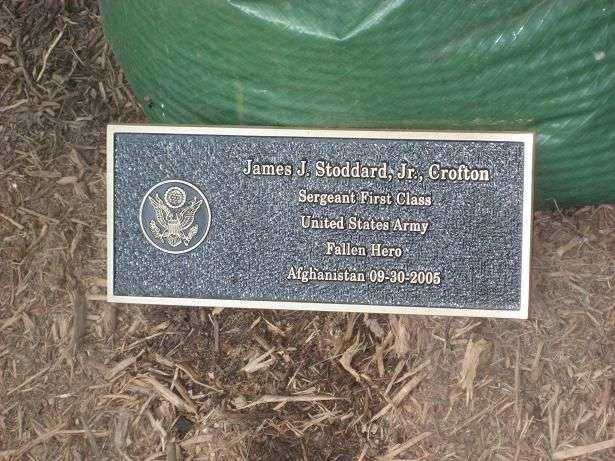 James J. Stoddard, Jr., Crofton
Sergeant First Class
United States Army
Fallen Hero
Afghanistan 09-30-2005